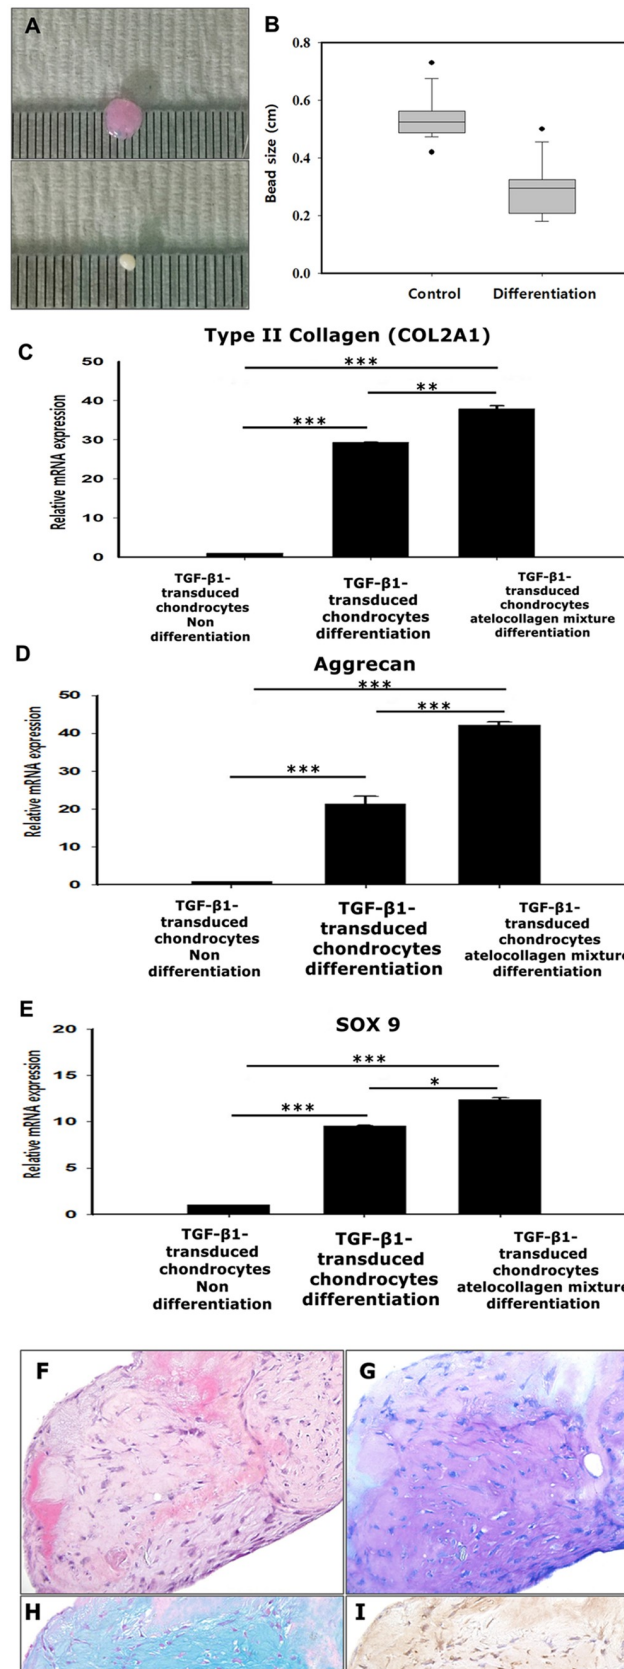 A
B
0.8
0.6
0.4
0.2
0.0
Bead size (cm)
Control Differentiation
C
Type II Collagen (COL2A1)
50
40
30
20
10
0
Relative mRNA expression
***
**
***
TGF-β1-
transduced
chondrocytes
Non
differentiation
TGF-β1-
transduced
chondrocytes
differentiation
TGF-β1-
transduced
chondrocytes
atelocollagen mixture
differentiation
D
Aggrecan
50
40
30
20
10
0
Relative mRNA expression
***
***
***
TGF-β1-
transduced
chondrocytes
Non
differentiation
TGF-β1-
transduced
chondrocytes
differentiation
TGF-β1-
transduced
chondrocytes
atelocollagen mixture
differentiation
E
SOX 9
20
15
10
5
0
Relative mRNA expression
***
*
***
TGF-β1-
transduced
chondrocytes
Non
differentiation
TGF-β1-
transduced
chondrocytes
differentiation
TGF-β1-
transduced
chondrocytes
atelocollagen mixture
differentiation
F
G
H
I